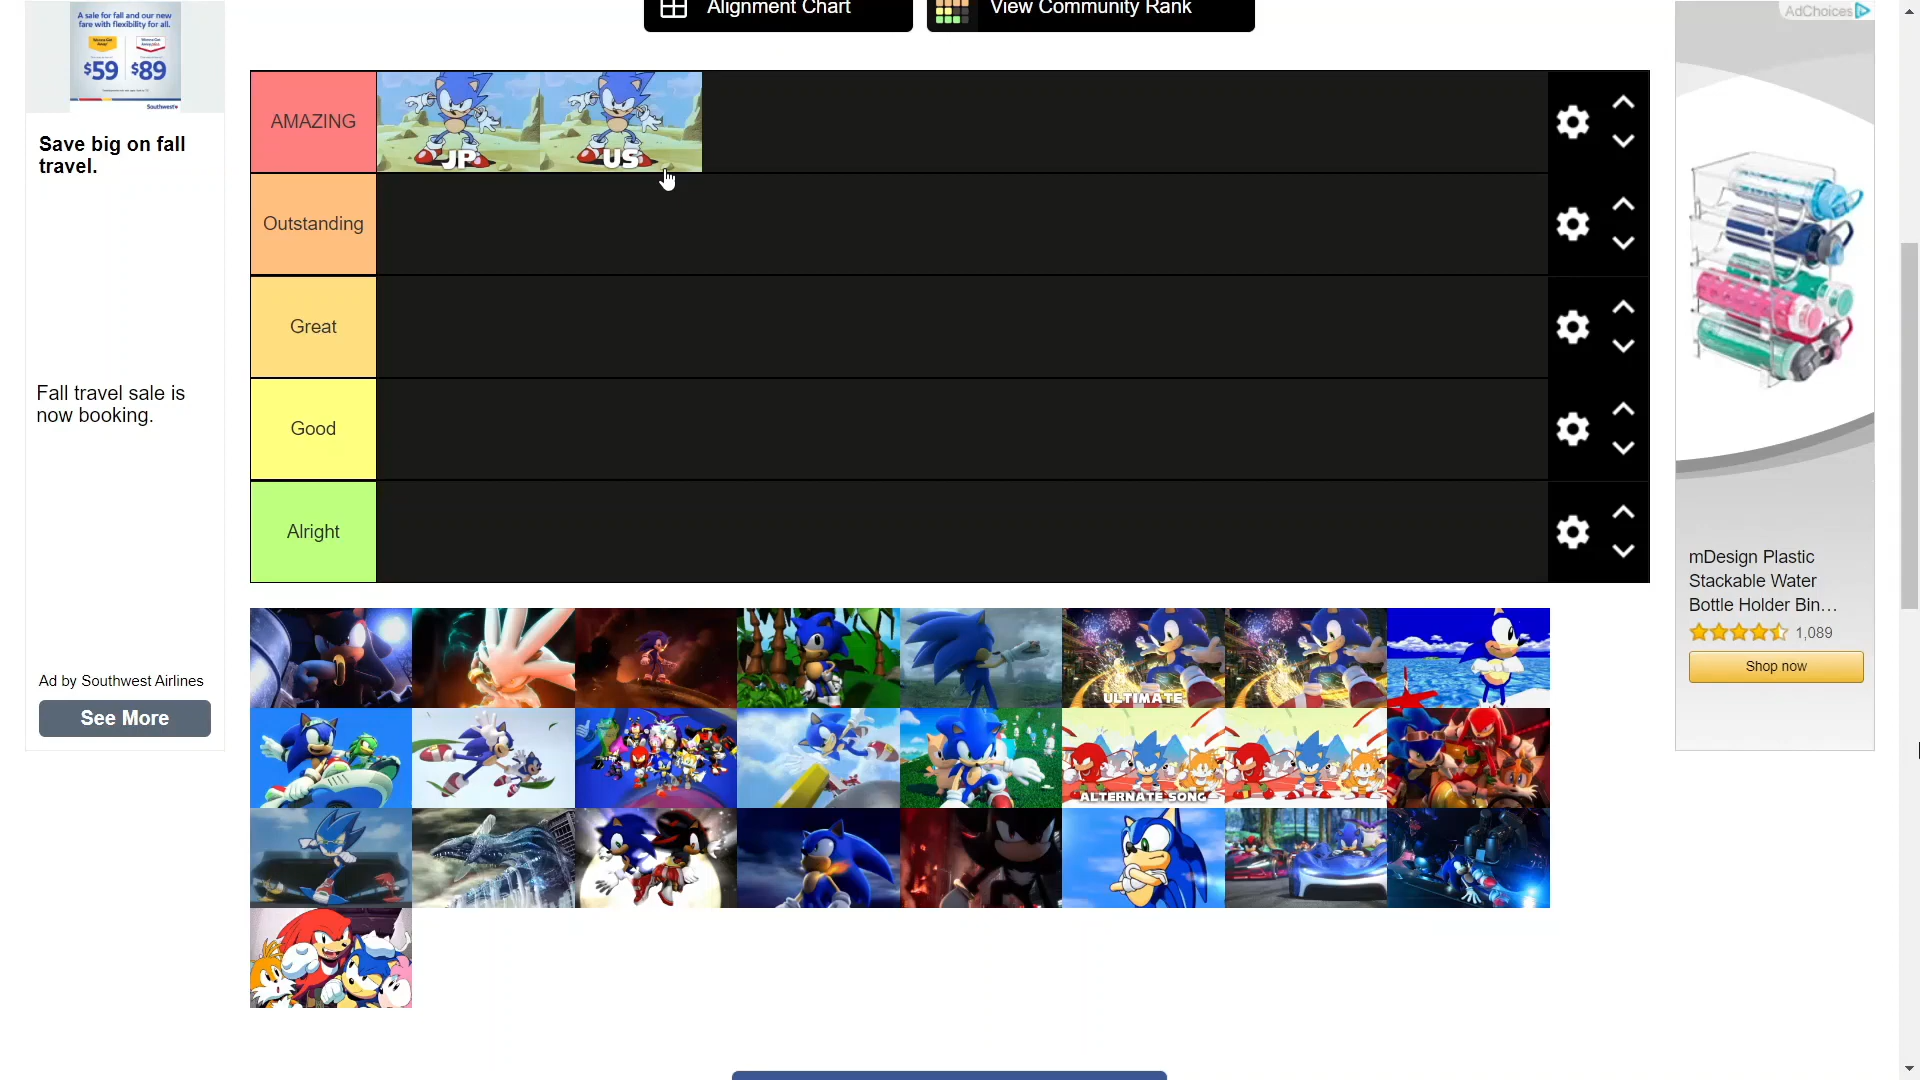 Alignment Chart
View Community Rank
AdChoices
A sale for fall and our new
fare with flexibility for all.
$59 $89
Southwest
Save big on fall
travel.
Fall travel sale is
now booking.
Ad by Southwest Airlines
See More
AMAZING
JP
US
Outstanding
Great
Good
Alright
ULTIMATE
ALTERNATE SONG
mDesign Plastic
Stackable Water
Bottle Holder Bin...
1,089
Shop now